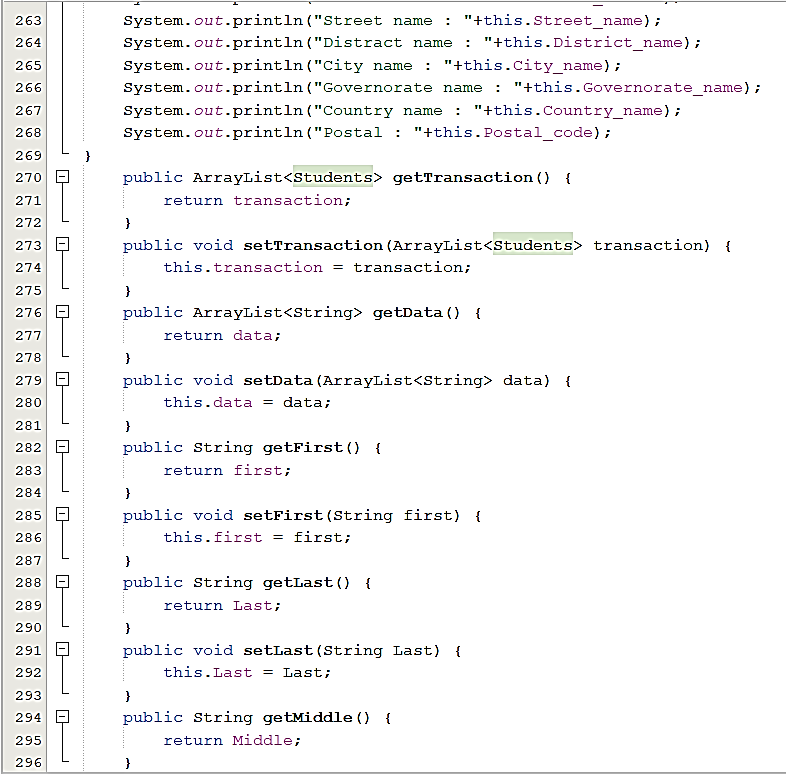 263 System.out.println("Street name : "+this.Street_name);
264 System.out.println("Distract name : "+this.District_name);
265 System.out.println("City name : "+this.City_name);
266 System.out.println("Governorate name : "+this.Governorate_name);
267 System.out.println("Country name : "+this.Country_name);
268 System.out.println("Postal : "+this.Postal_code);
269 }
270 public ArrayList<Students> getTransaction() {
271 return transaction;
272 }
273 public void setTransaction(ArrayList<Students> transaction) {
274 this.transaction = transaction;
275 }
276 public ArrayList<String> getData() {
277 return data;
278 }
279 public void setData(ArrayList<String> data) {
280 this.data = data;
281 }
282 public String getFirst() {
283 return first;
284 }
285 public void setFirst(String first) {
286 this.first = first;
287 }
288 public String getLast() {
289 return Last;
290 }
291 public void setLast(String Last) {
292 this.Last = Last;
293 }
294 public String getMiddle() {
295 return Middle;
296 }